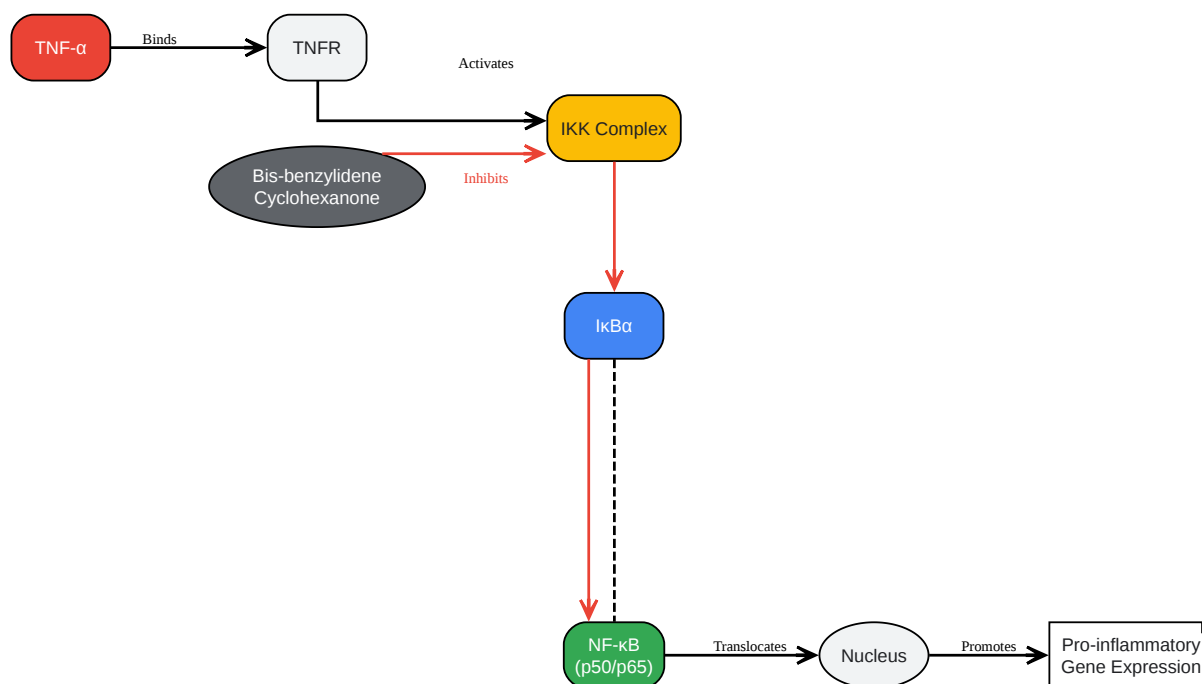 TNF-α
Binds
TNFR
Activates
IKK Complex
Bis-benzylidene
Cyclohexanone
Inhibits
IκBα
NF-κB
(p50/p65)
Translocates
Nucleus
Promotes
Pro-inflammatory
Gene Expression